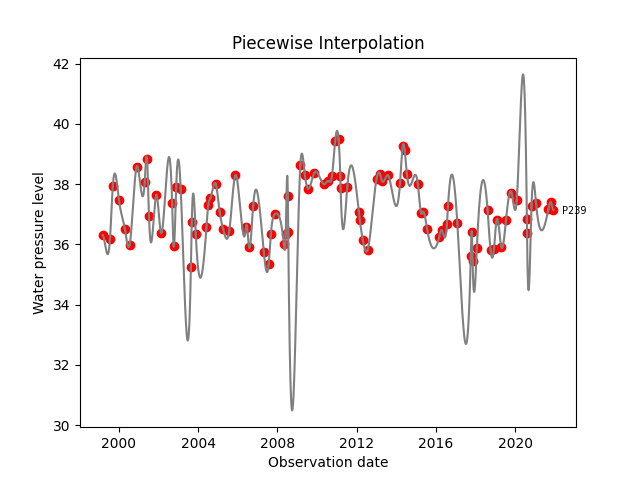 Piecewise Interpolation
42
40
38
36
34
32
30
Water pressure level
P239
2000 2004 2008 2012 2016 2020
Observation date